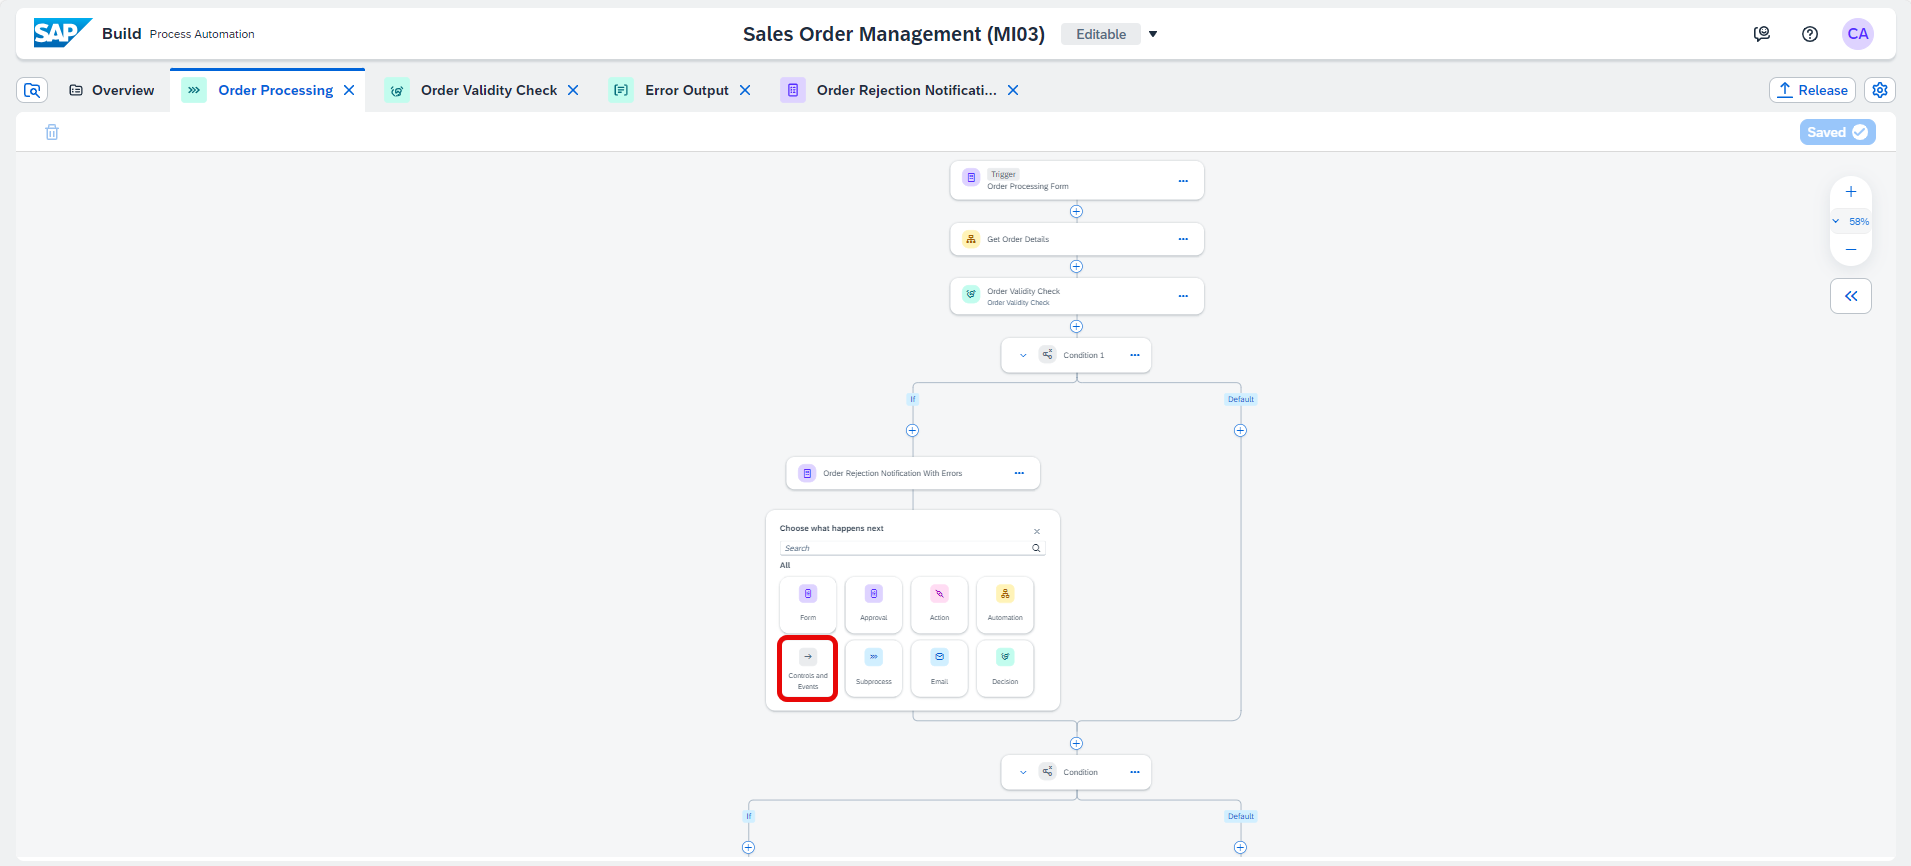 SAP Build Process Automation
Sales Order Management (MI03) Editable
CA
Overview
Order Processing
Order Validity Check
Error Output
Order Rejection Notificati...
Release
Saved
Trigger
Order Processing Form
58%
Get Order Details
Order Validity Check
Order Validity Check
Condition 1
If
Default
Order Rejection Notification With Errors
Choose what happens next
Search
All
Form
Approval
Action
Automation
Controls and
Events
Subprocess
Email
Decision
Condition
If
Default